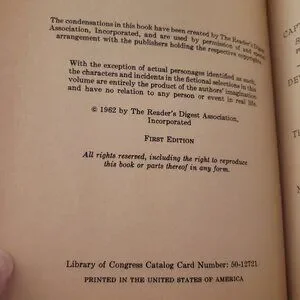 The condensations in this book have been created by The Reader's Digest
Association, Incorporated, and are used by permission of and special
arrangement with the publishers holding the respective copyrights.
With the exception of actual personages identified as such,
the characters and incidents in the fictional selections in this
volume are entirely the product of the authors' imagination
and have no relation to any person or event in real life.
© 1962 by The Reader's Digest Association,
Incorporated
First Edition
All rights reserved, including the right to reproduce
this book or parts thereof in any form.
Library of Congress Catalog Card Number: 50-12721
PRINTED IN THE UNITED STATES OF AMERICA
CAP
DE